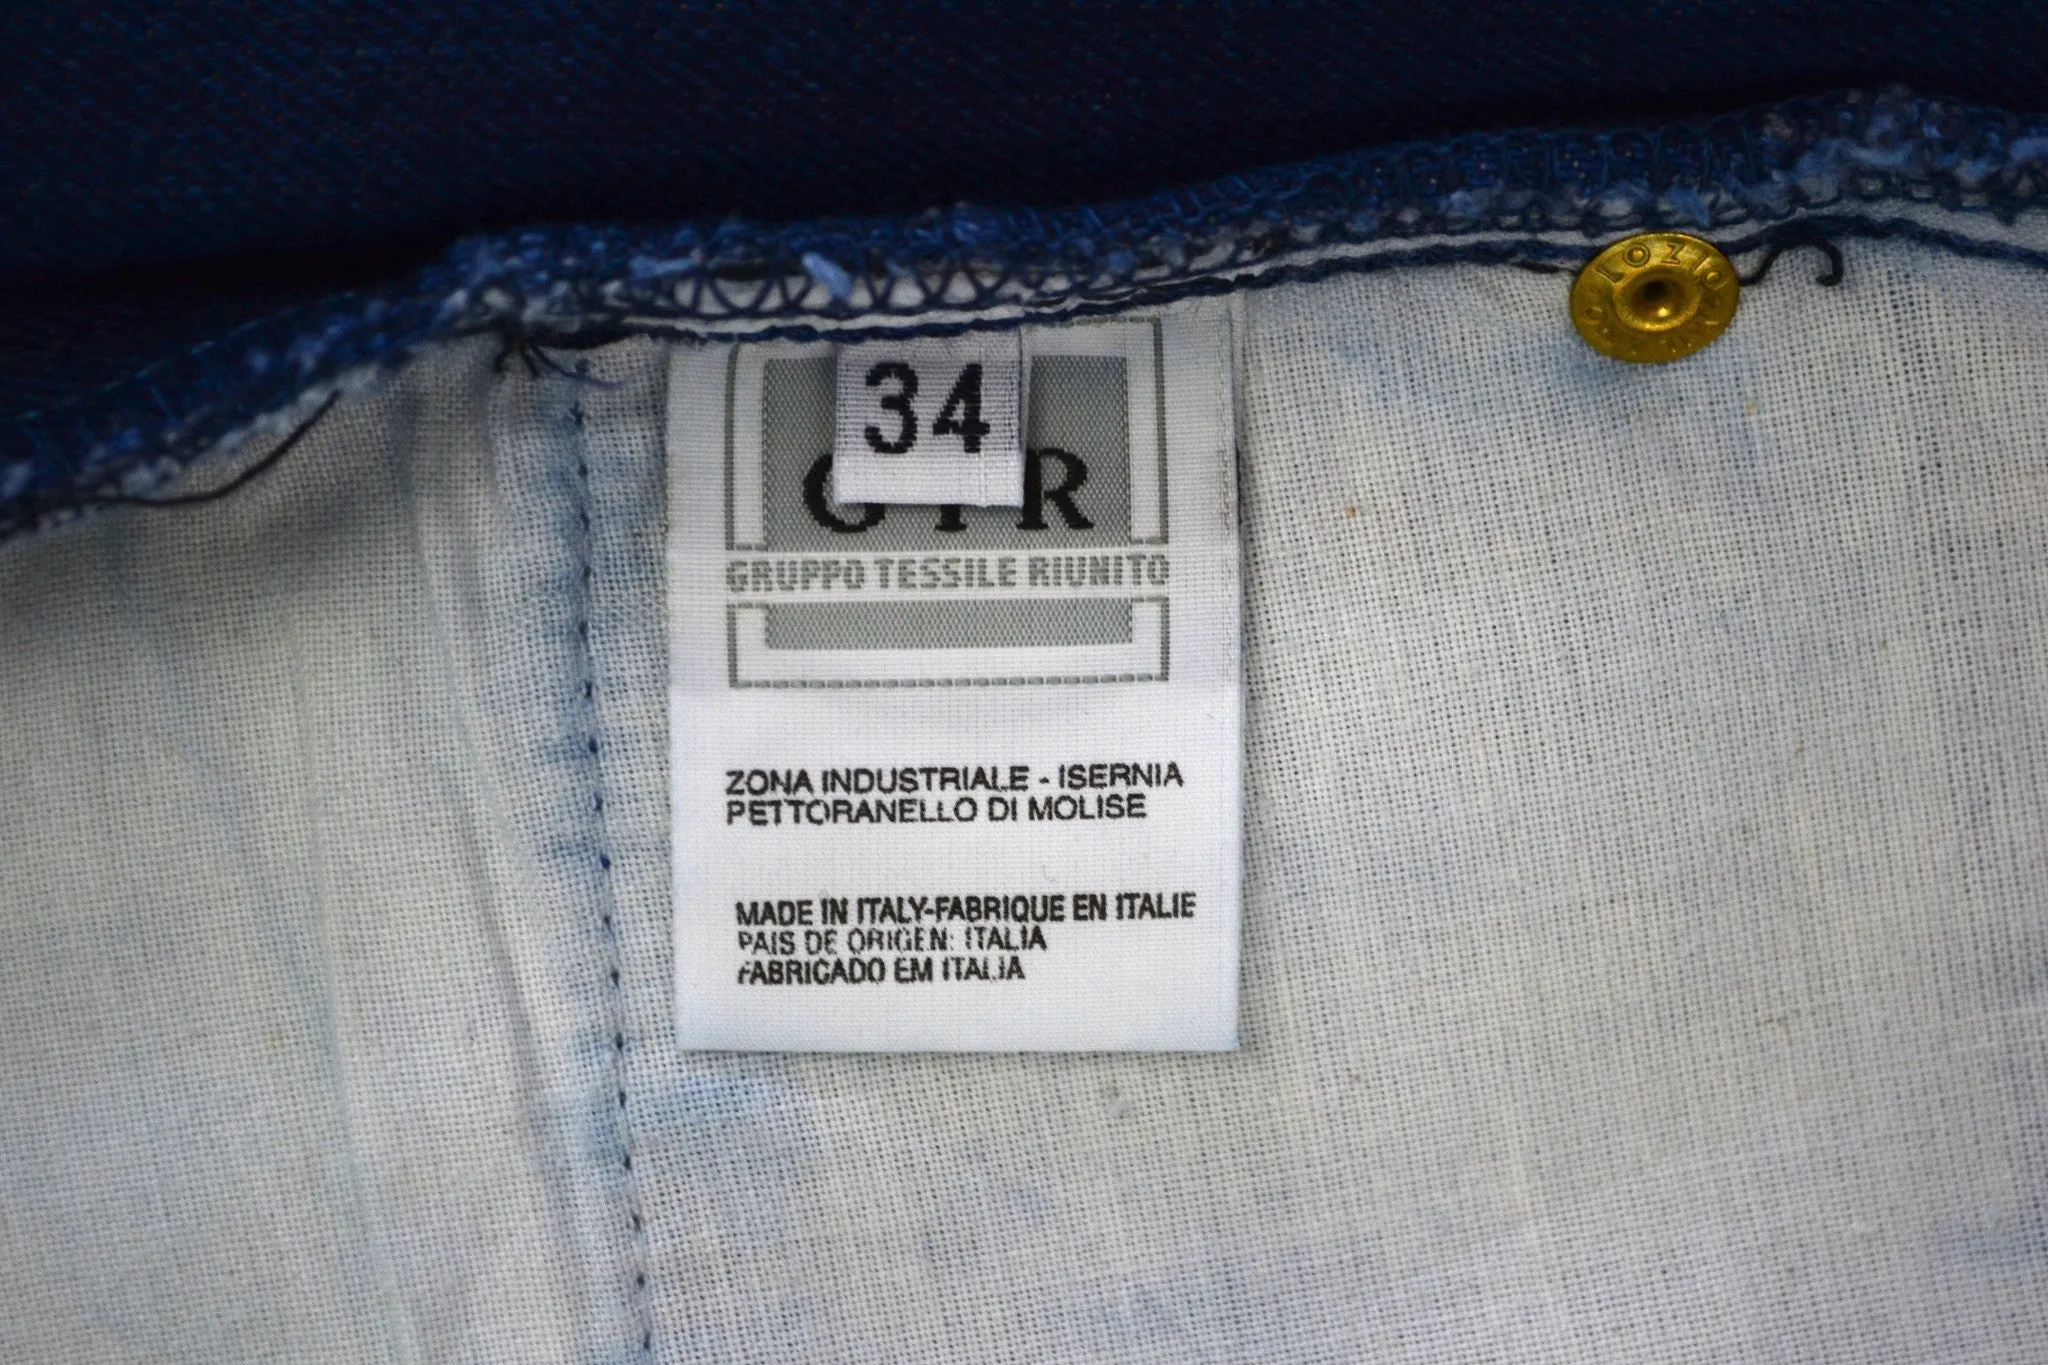 34
GTR
GRUPPO TESSILE RIUNITO
ZONA INDUSTRIALE - ISERNIA
PETTORANELLO DI MOLISE
MADE IN ITALY-FABRIQUE EN ITALIE
PAIS DE ORIGEN: ITALIA
FABRICADO EM ITALIA